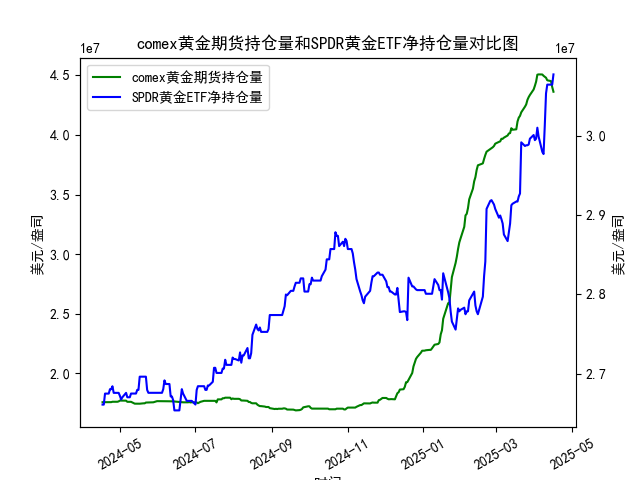 comex黄金期货持仓量和SPDR黄金ETF净持仓量对比图
1e7
1e7
comex黄金期货持仓量
SPDR黄金ETF净持仓量
4.5
4.0
3.5
3.0
2.5
2.0
美元/盎司
3.0
2.9
2.8
2.7
美元/盎司
2024-05
2024-07
2024-09
2024-11
2025-01
2025-03
2025-05
时间